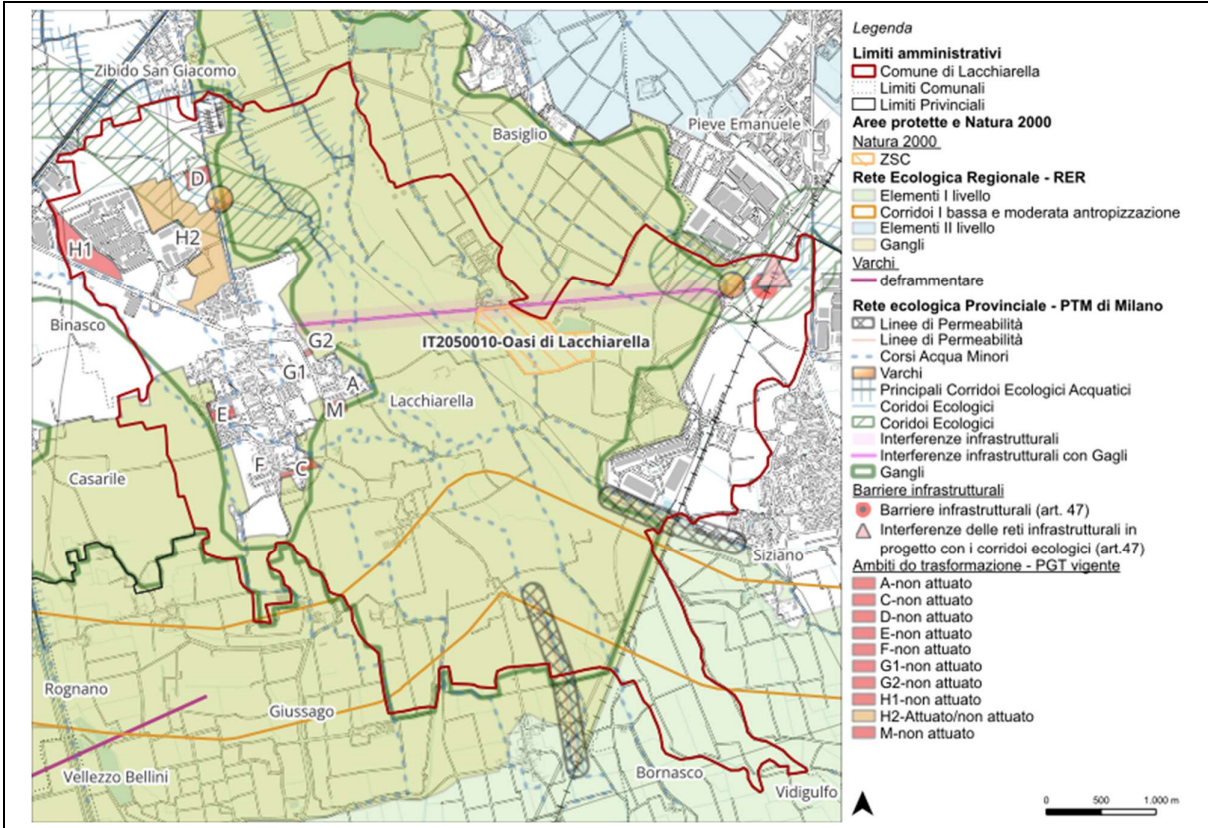 Zibido San Giacomo
Basiglio
Pieve Emanuele
D
H1
H2
Binasco
IT2050010-Oasi di Lacchiarella
G2
G1
A
Lacchiarella
M
E
F
C
Casarile
Siziano
Rognano
Giussago
Vellezzo Bellini
Bornasco
Vidigulfo
Legenda
Limiti amministrativi
Comune di Lacchiarella
Limiti Comunali
Limiti Privinciali
Aree protette e Natura 2000
Natura 2000
ZSC
Rete Ecologica Regionale - RER
Elementi I livello
Corridoi I bassa e moderata antropizzazione
Elementi II livello
Gangli
Varchi
deframmentare
Rete ecologica Provinciale - PTM di Milano
Linee di Permeabilità
Linee di Permeabilità
Corsi Acqua Minori
Varchi
Principali Corridoi Ecologici Acquatici
Coridoi Ecologici
Coridoi Ecologici
Interferenze infrastrutturali
Interferenze infrastrutturali con Gagli
Gangli
Barriere infrastrutturali
Barriere infrastrutturali (art. 47)
Interferenze delle reti infrastrutturali in
progetto con i corridoi ecologici (art.47)
Ambiti do trasformazione - PGT vigente
A-non attuato
C-non attuato
D-non attuato
E-non attuato
F-non attuato
G1-non attuato
G2-non attuato
H1-non attuato
H2-Attuato/non attuato
M-non attuato
0 500 1.000 m